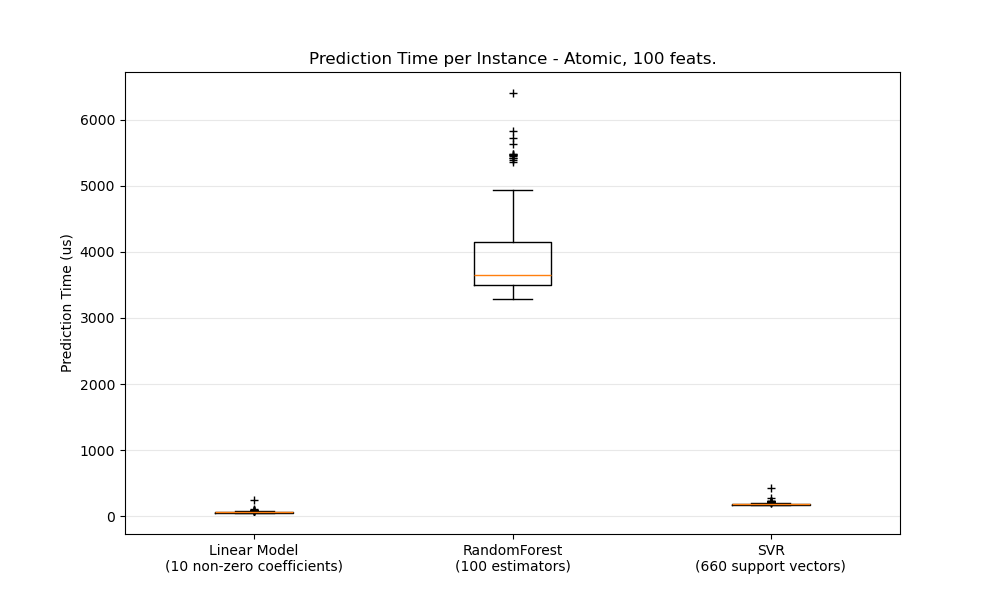 Prediction Time per Instance - Atomic, 100 feats.
Prediction Time (us)
6000
5000
4000
3000
2000
1000
0
Linear Model
(10 non-zero coefficients)
RandomForest
(100 estimators)
SVR
(660 support vectors)